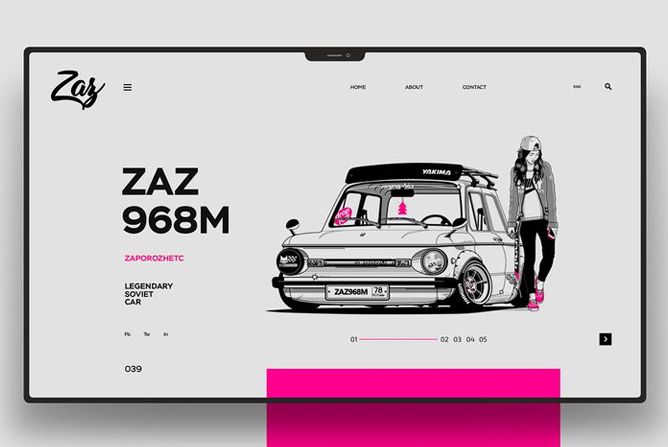 Zaz
HOME ABOUT CONTACT
ENG
ZAZ
968M
ZAPOROZHETC
LEGENDARY
SOVIET
CAR
Fb Tw In
039
YAKIMA
ZAZ968M 78
01 02 03 04 05